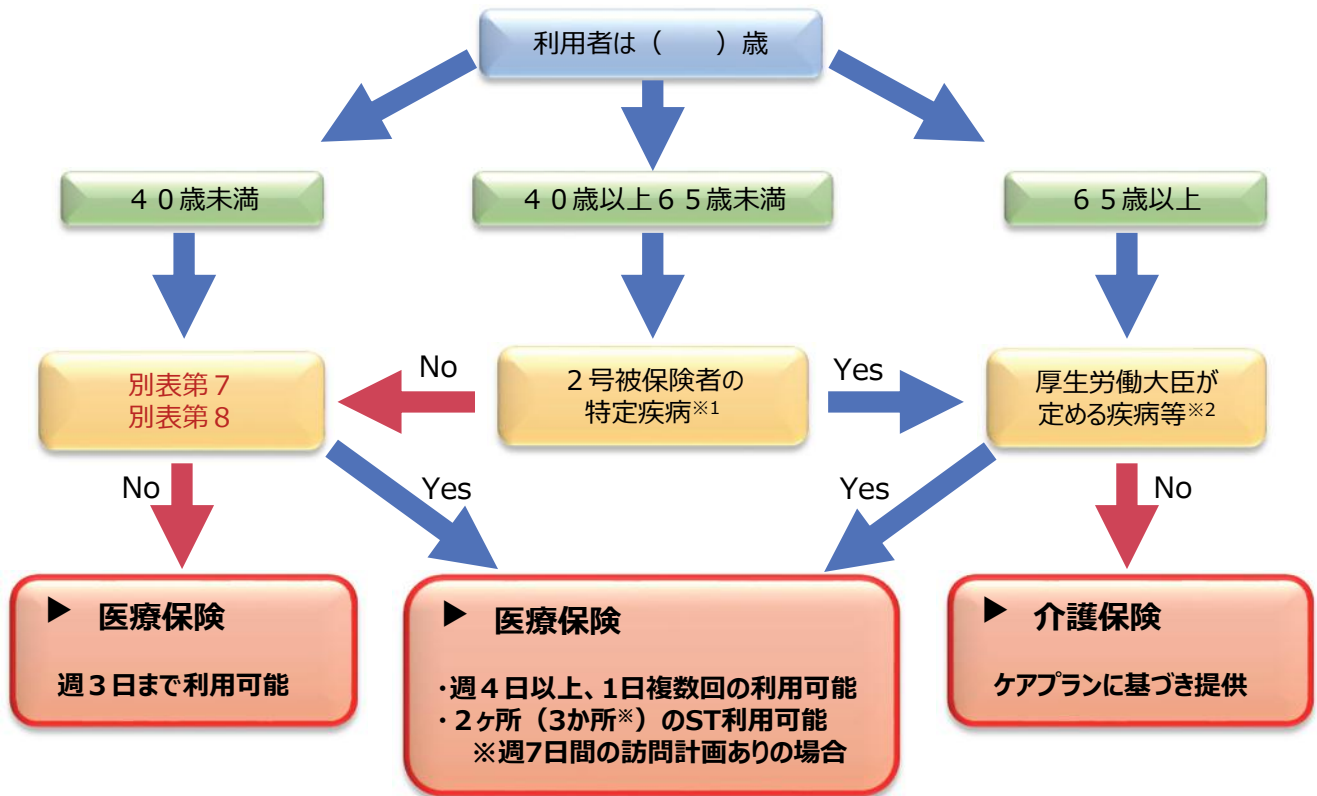 利用者は（　　）歳
４０歳未満
４０歳以上６５歳未満
６５歳以上
別表第７
別表第８
No
２号被保険者の
特定疾病※1
Yes
厚生労働大臣が
定める疾病等※2
No
Yes
Yes
No
▶ 医療保険
週３日まで利用可能
▶ 医療保険
・週４日以上、1日複数回の利用可能
・２ヶ所（3か所※）のST利用可能
※週7日間の訪問計画ありの場合
▶ 介護保険
ケアプランに基づき提供